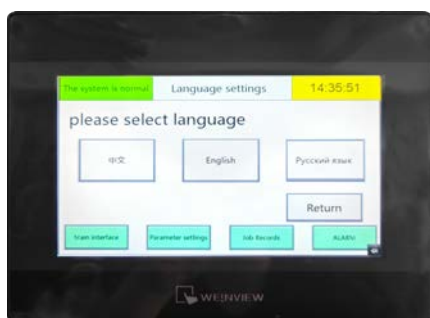 The system is normal
Language settings
14:35:51
please select language
中文
English
Русский язык
Return
Main interface
Parameter settings
Job Records
ALARM
WEINVIEW